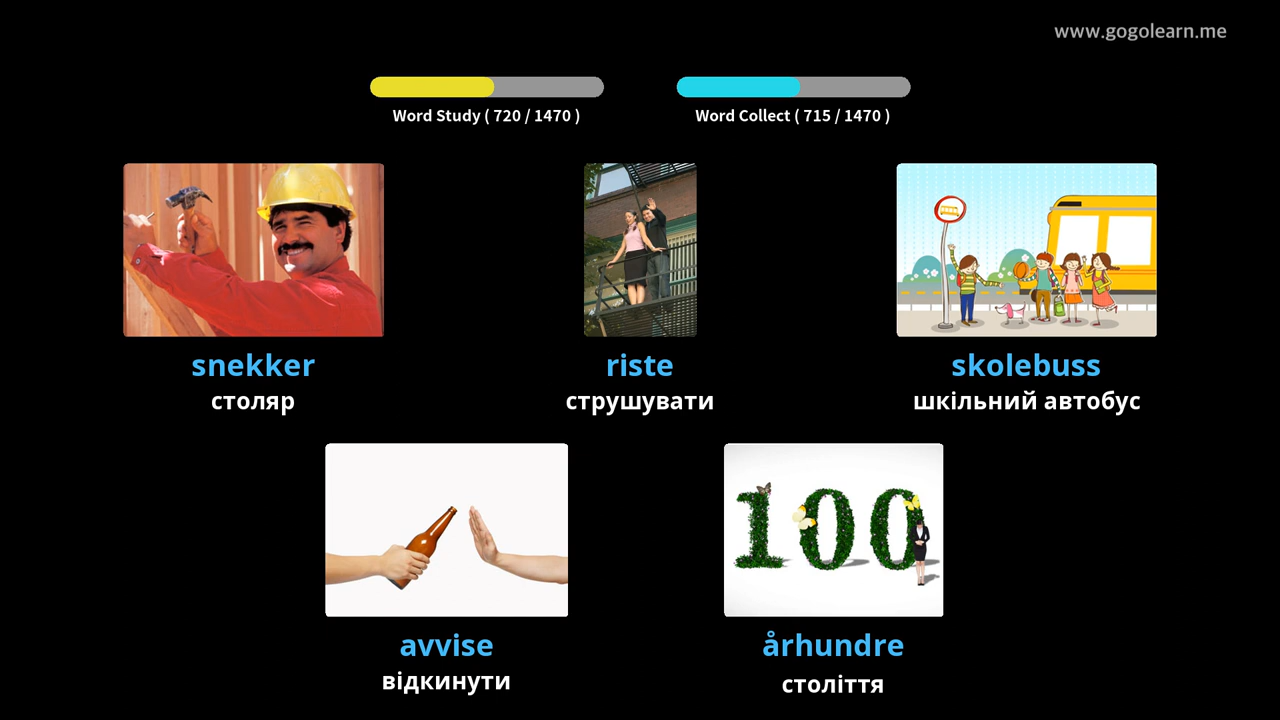 www.gogolearn.me
Word Study ( 720 / 1470 )
Word Collect ( 715 / 1470 )
snekker
столяр
riste
струшувати
skolebuss
шкільний автобус
avvise
відкинути
100
århundre
століття